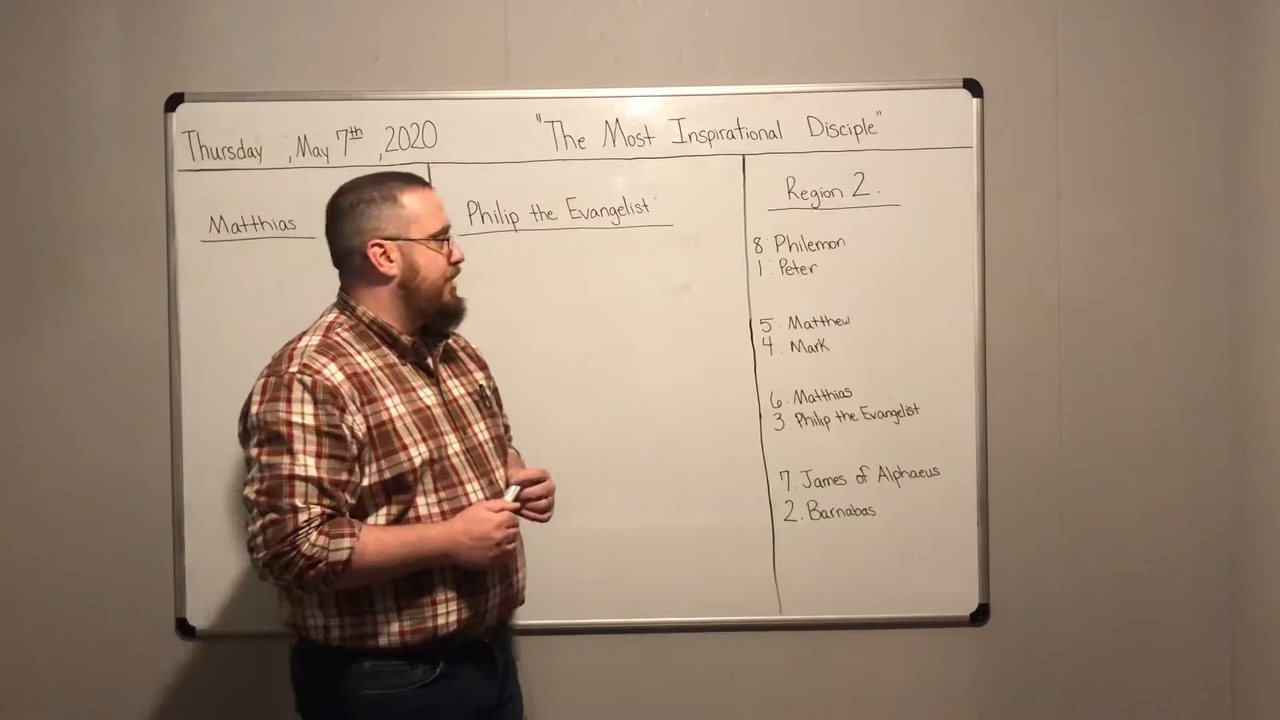 Thursday, May 7th, 2020
"The Most Inspirational Disciple"
Matthias
Philip the Evangelist
Region 2.
8: Philemon
1: Peter
5: Matthew
4. Mark
6: Matthias
3. Philip the Evangelist
7. James of Alphaeus
2. Barnabas